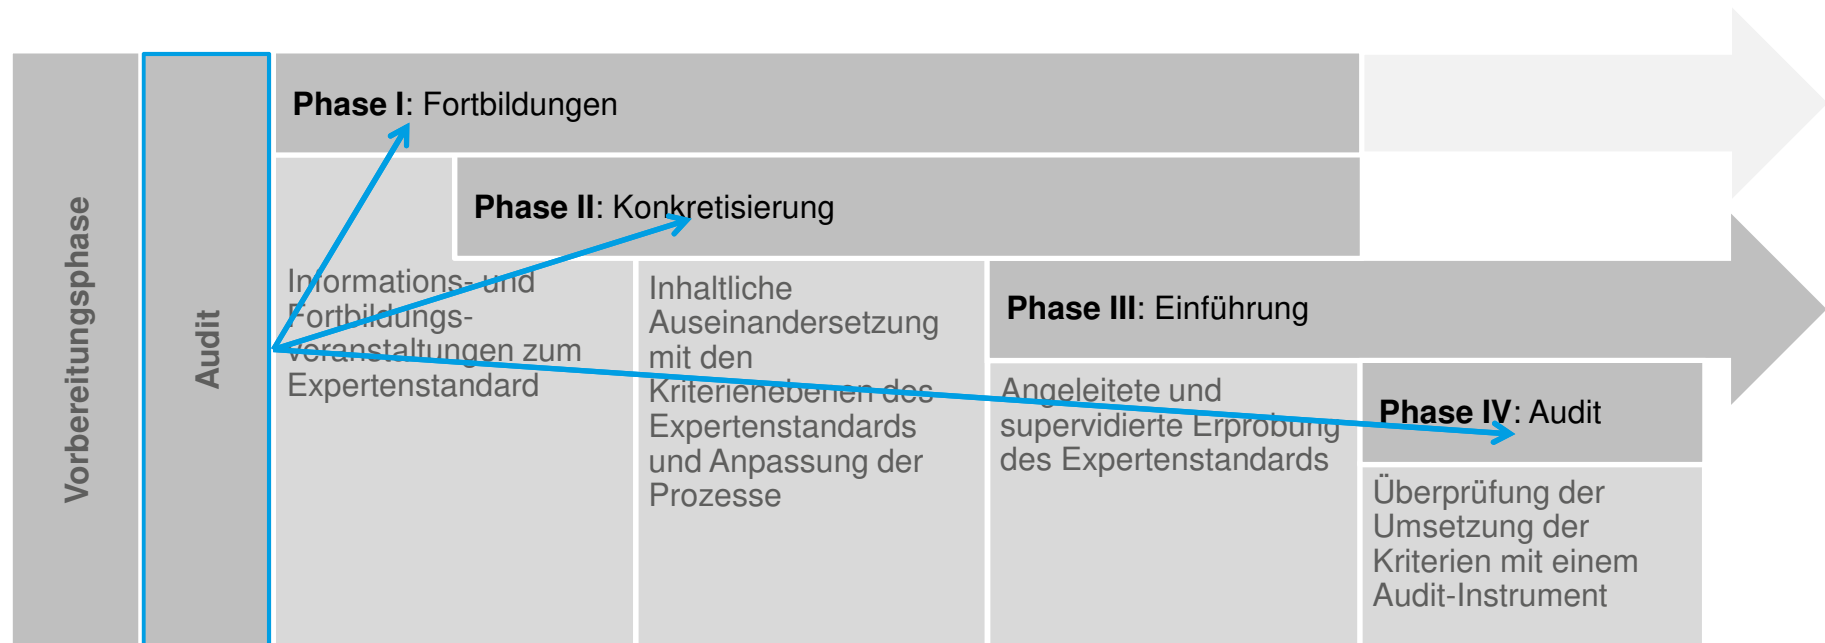 Vorbereitungsphase
Audit
Phase I: Fortbildungen
Informations- und
Fortbildungs-
veranstaltungen zum
Expertenstandard
Phase II: Konkretisierung
Inhaltliche
Auseinandersetzung
mit den
Kriterienebenen des
Expertenstandards
und Anpassung der
Prozesse
Phase III: Einführung
Angeleitete und
supervidierte Erprobung
des Expertenstandards
Phase IV: Audit
Überprüfung der
Umsetzung der
Kriterien mit einem
Audit-Instrument